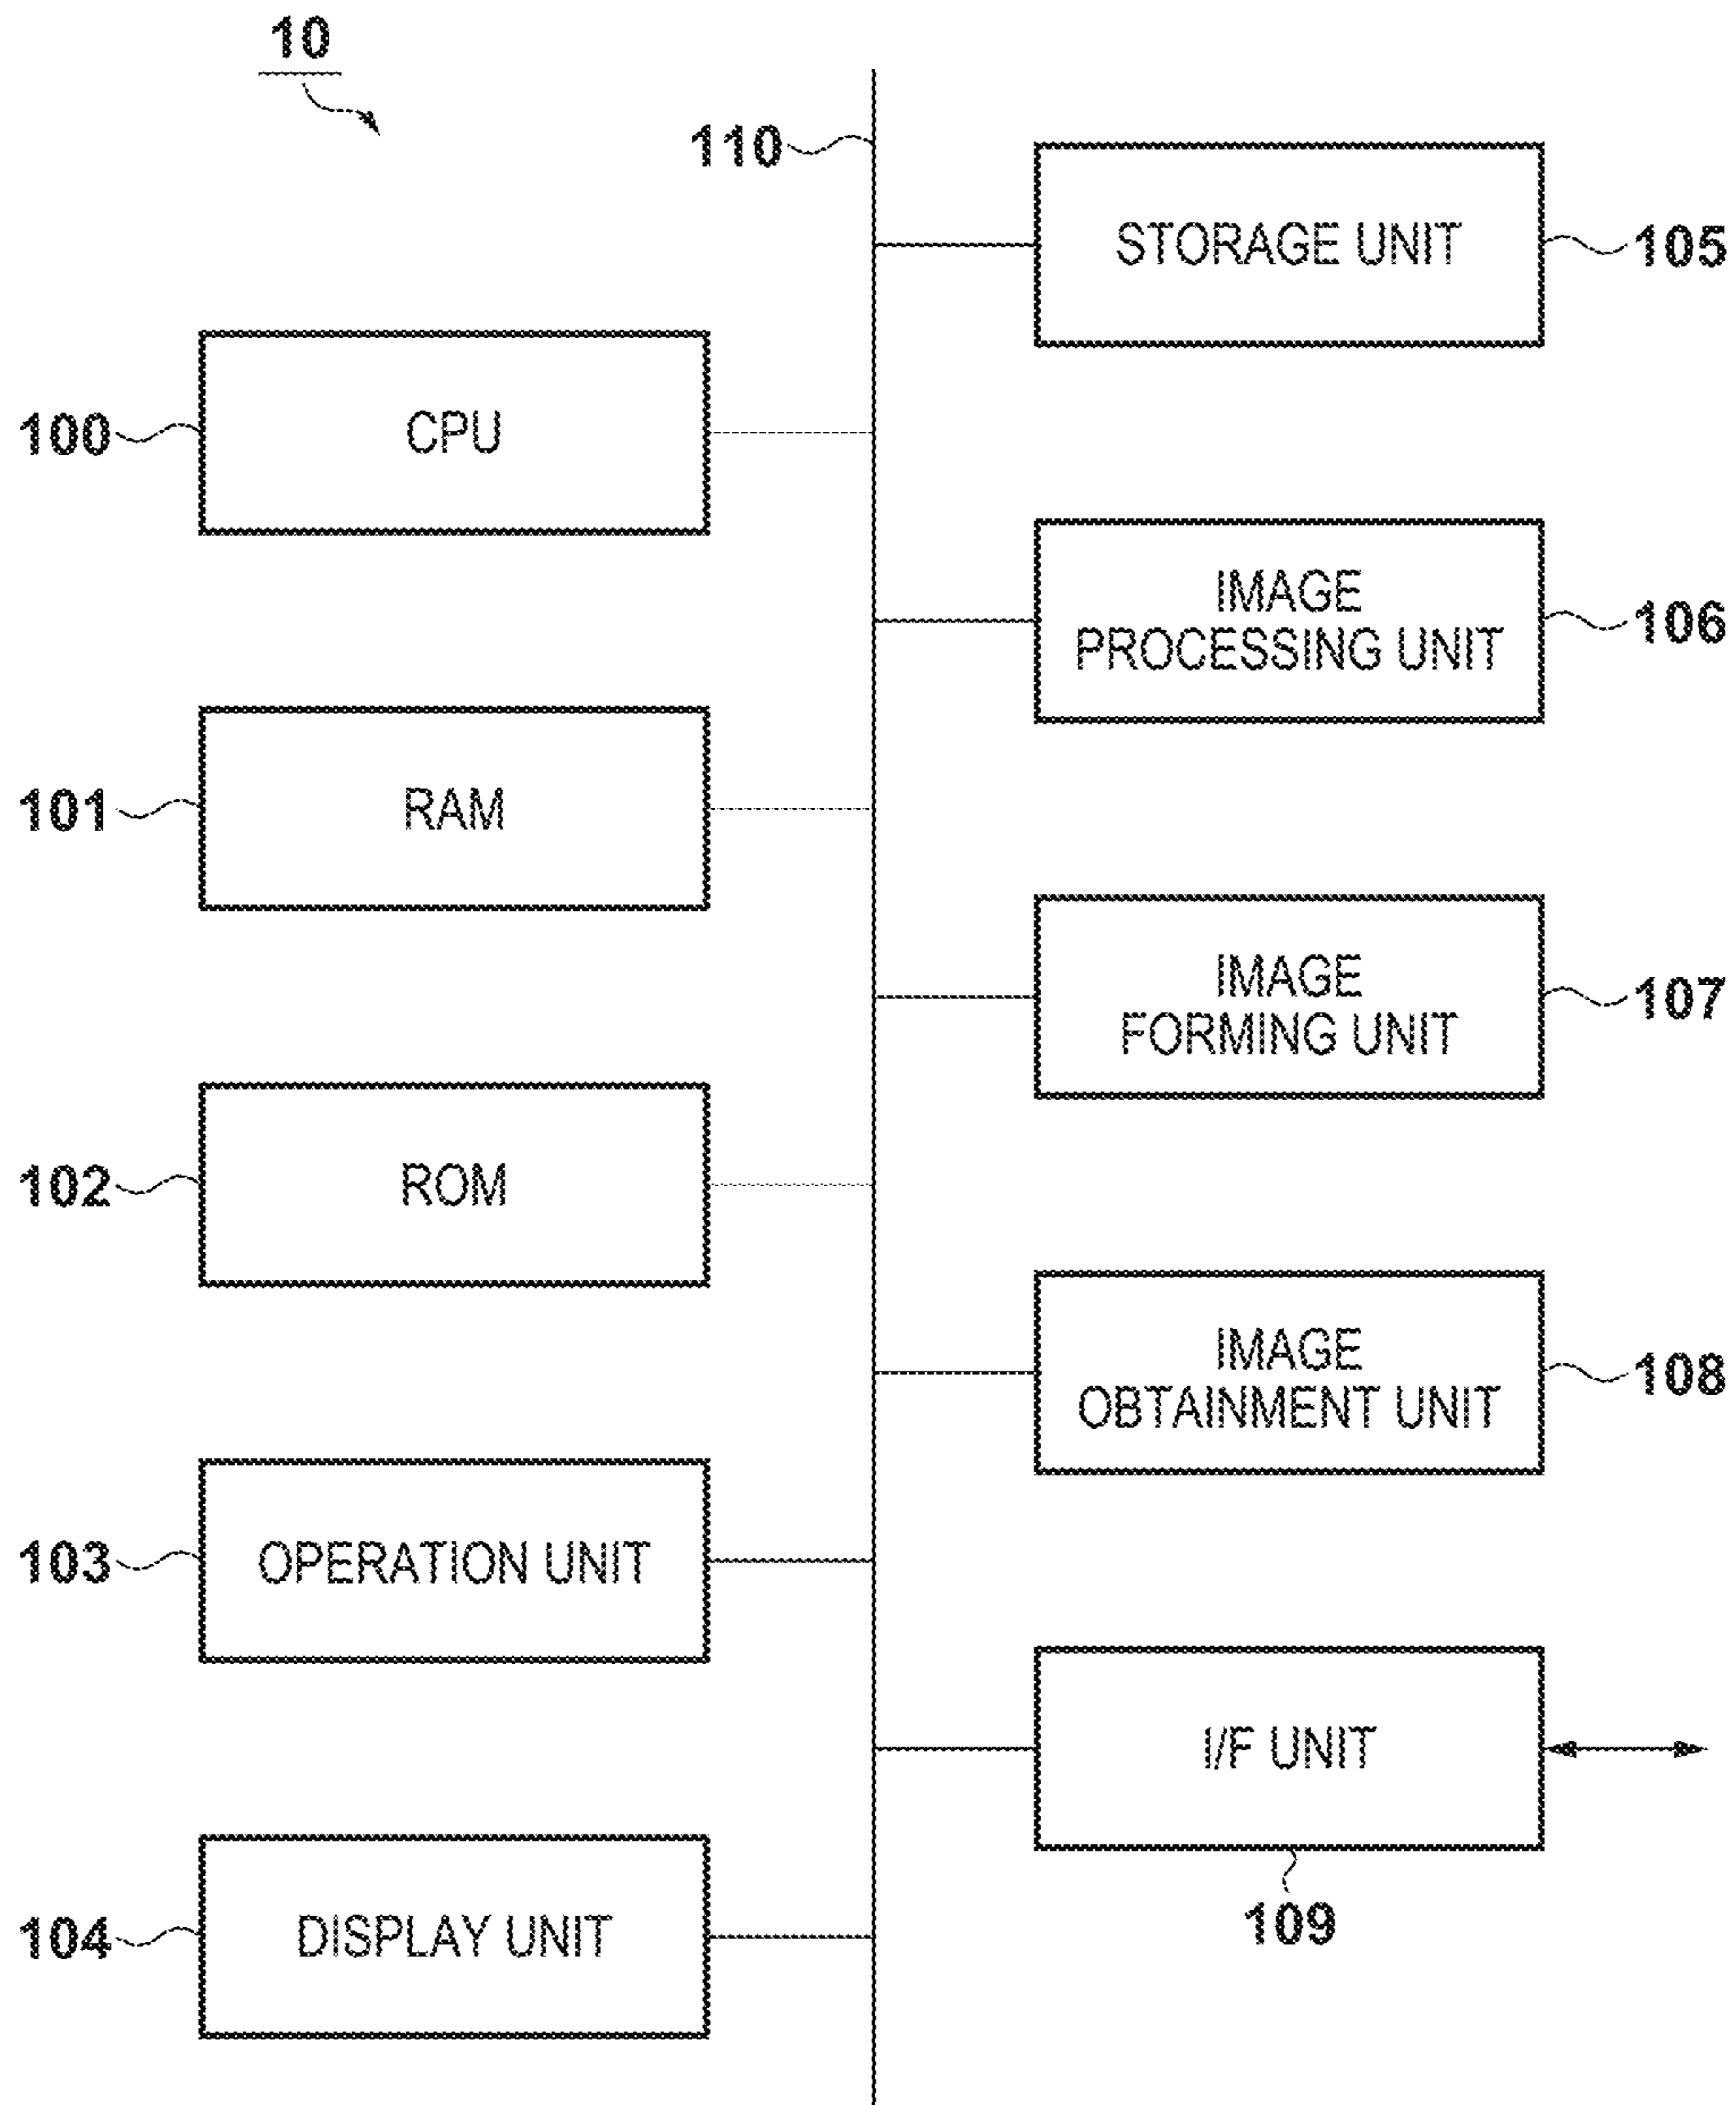 10
110
STORAGE UNIT
105
100
CPU
IMAGE
PROCESSING UNIT
106
101
RAM
IMAGE
FORMING UNIT
107
102
ROM
IMAGE
OBTAINMENT UNIT
108
103
OPERATION UNIT
I/F UNIT
109
104
DISPLAY UNIT